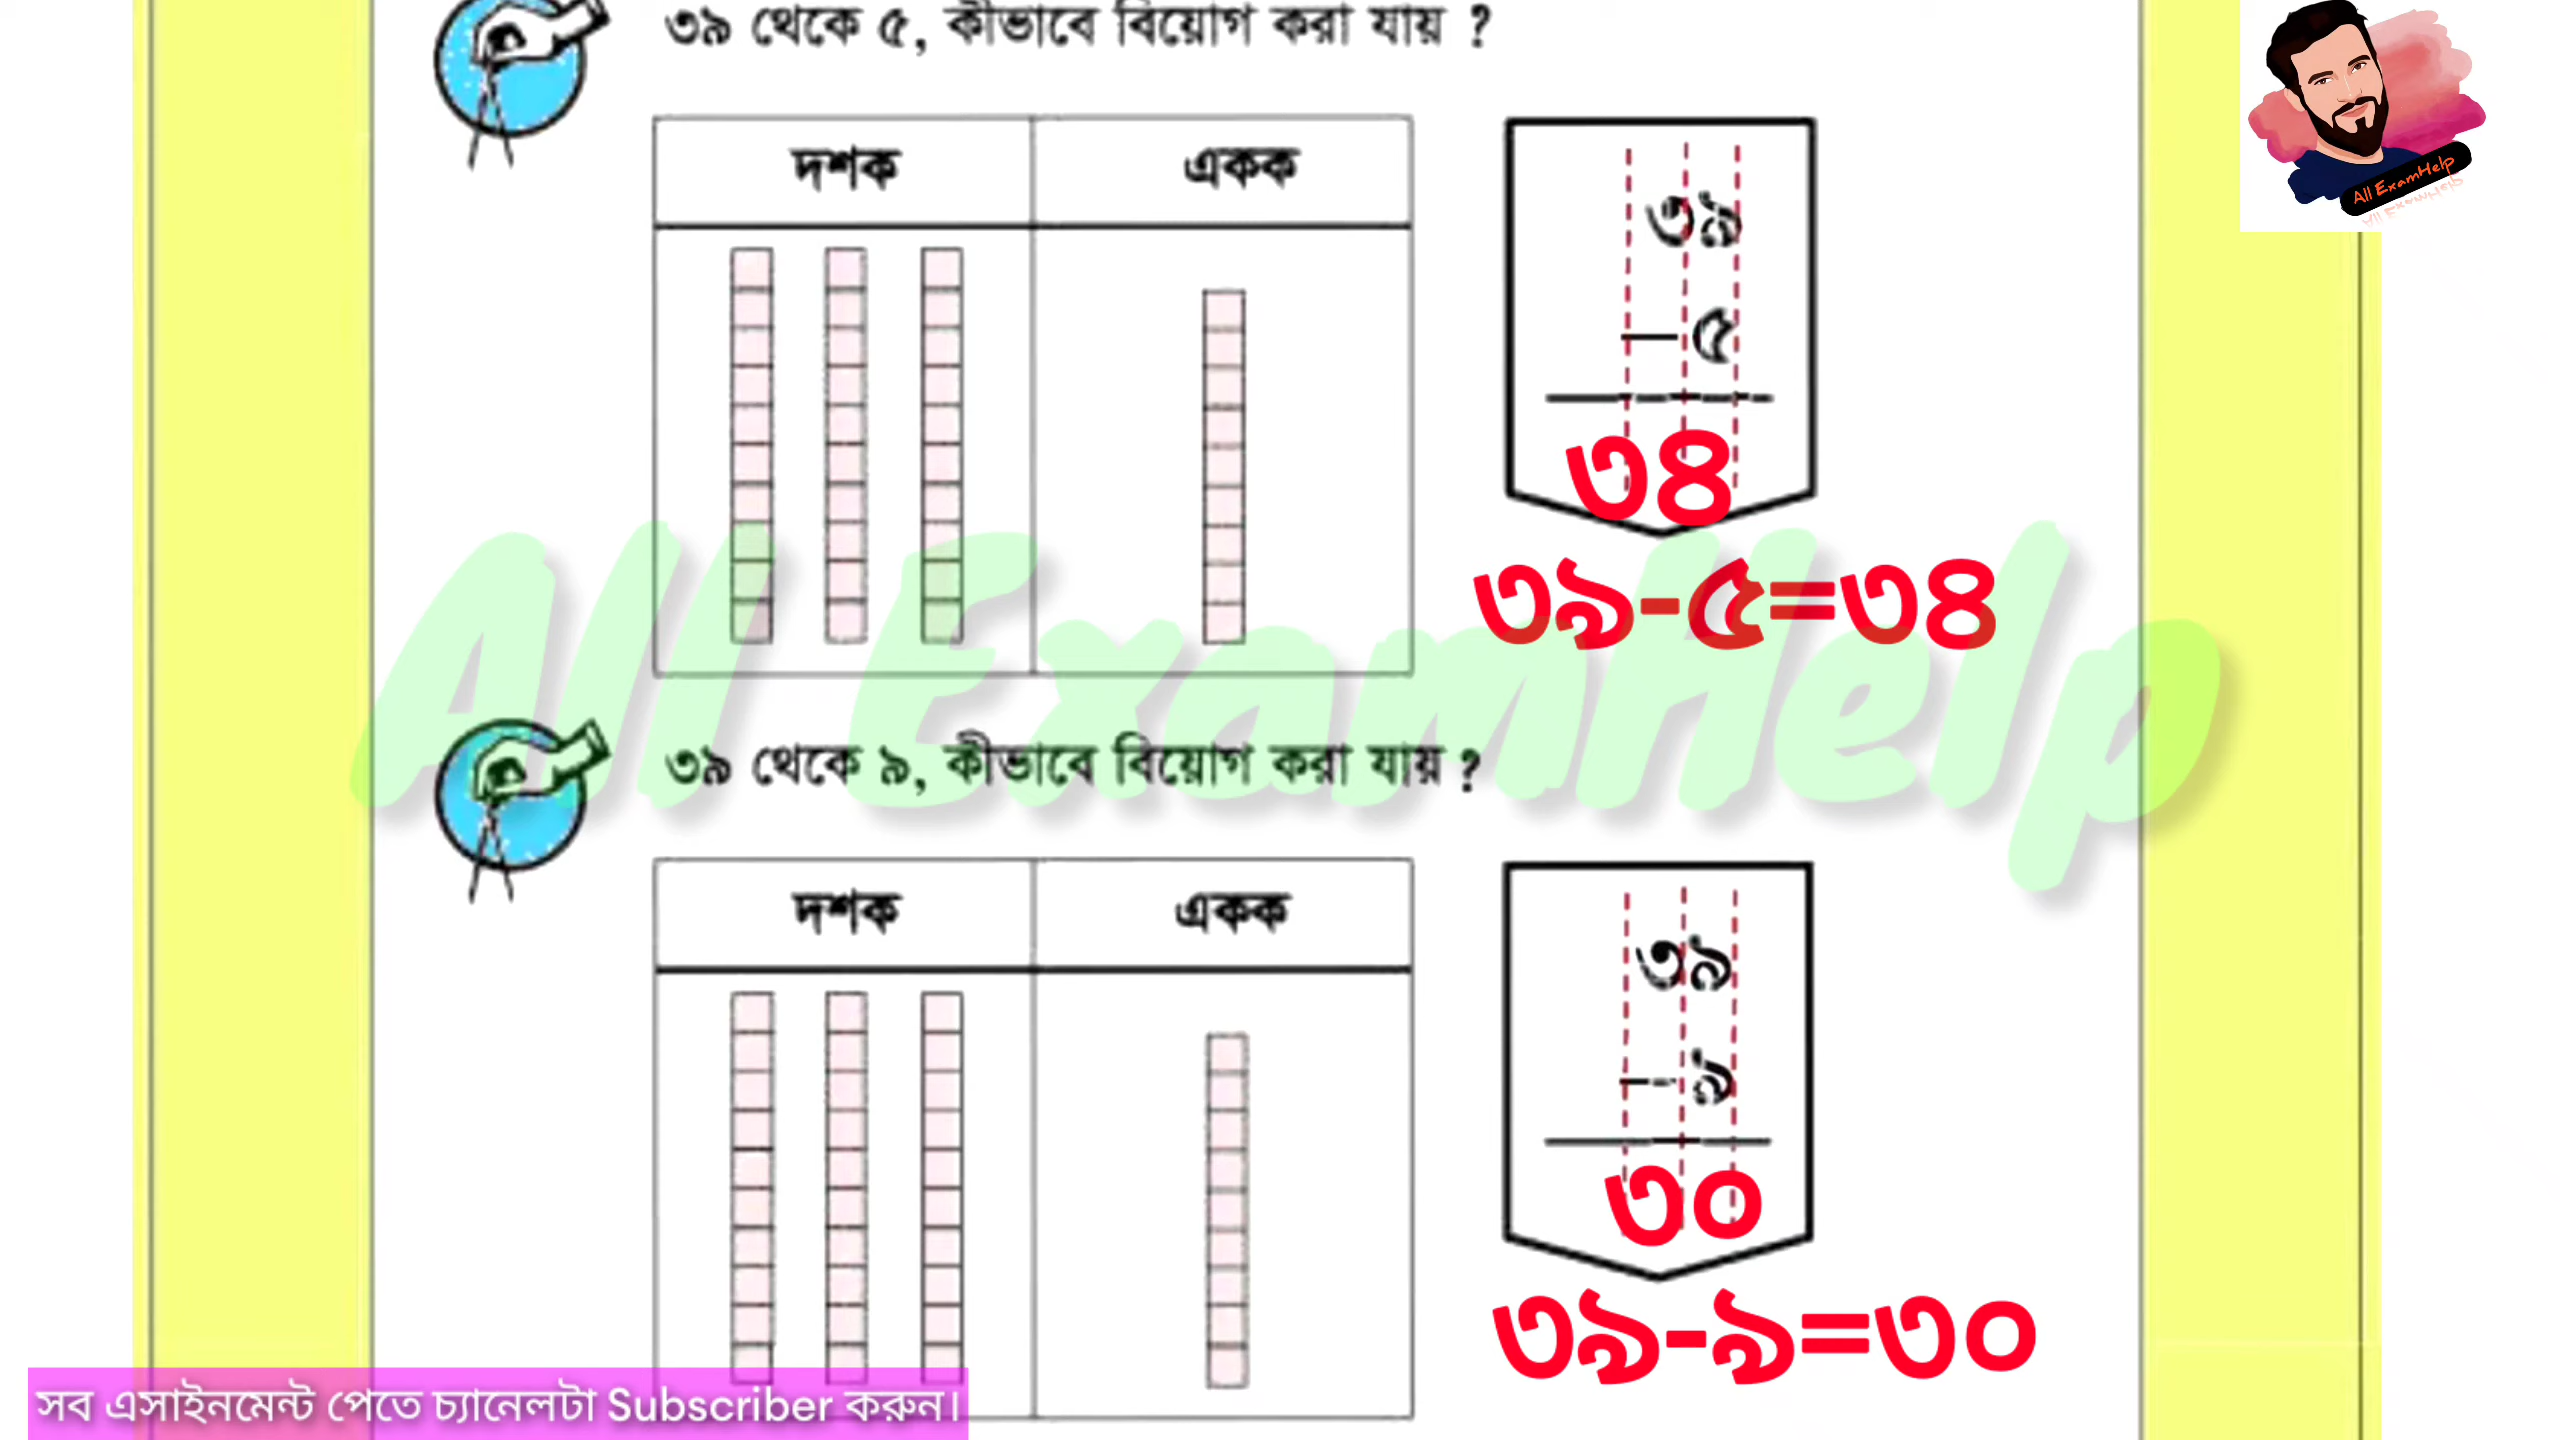 ৩৯ থেকে ৫, কীভাবে বিয়োগ করা যায় ?
দশক একক
৩৯
— ৫
৩৪
৩৯-৫=৩৪
All ExamHelp
All ExamHelp
৩৯ থেকে ৯, কীভাবে বিয়োগ করা যায় ?
দশক একক
৩৯
— ৯
৩০
৩৯-৯=৩০
সব এসাইনমেন্ট পেতে চ্যানেলটা Subscriber করুন।